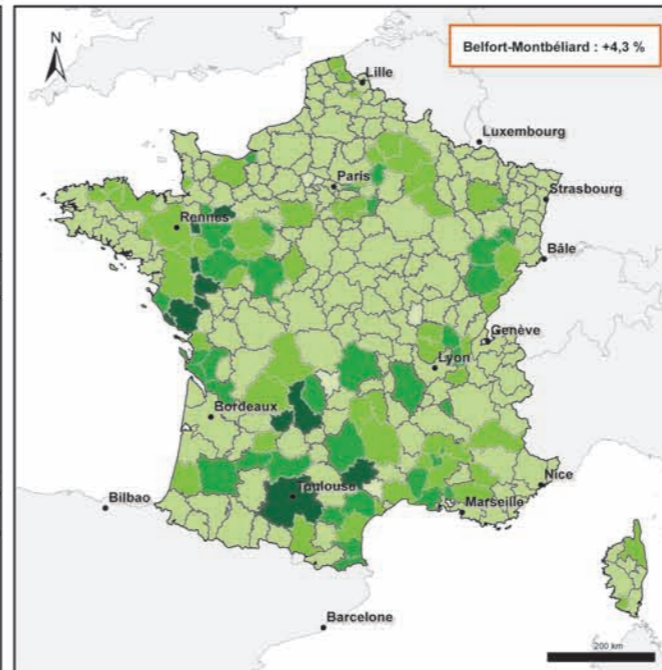 N
Belfort-Montbéliard : +4,3 %
Lille
Luxembourg
Paris
Strasbourg
Rennes
Bâle
Genève
Lyon
Bordeaux
Toulouse
Nice
Bilbao
Marseille
Barcelone
200 km